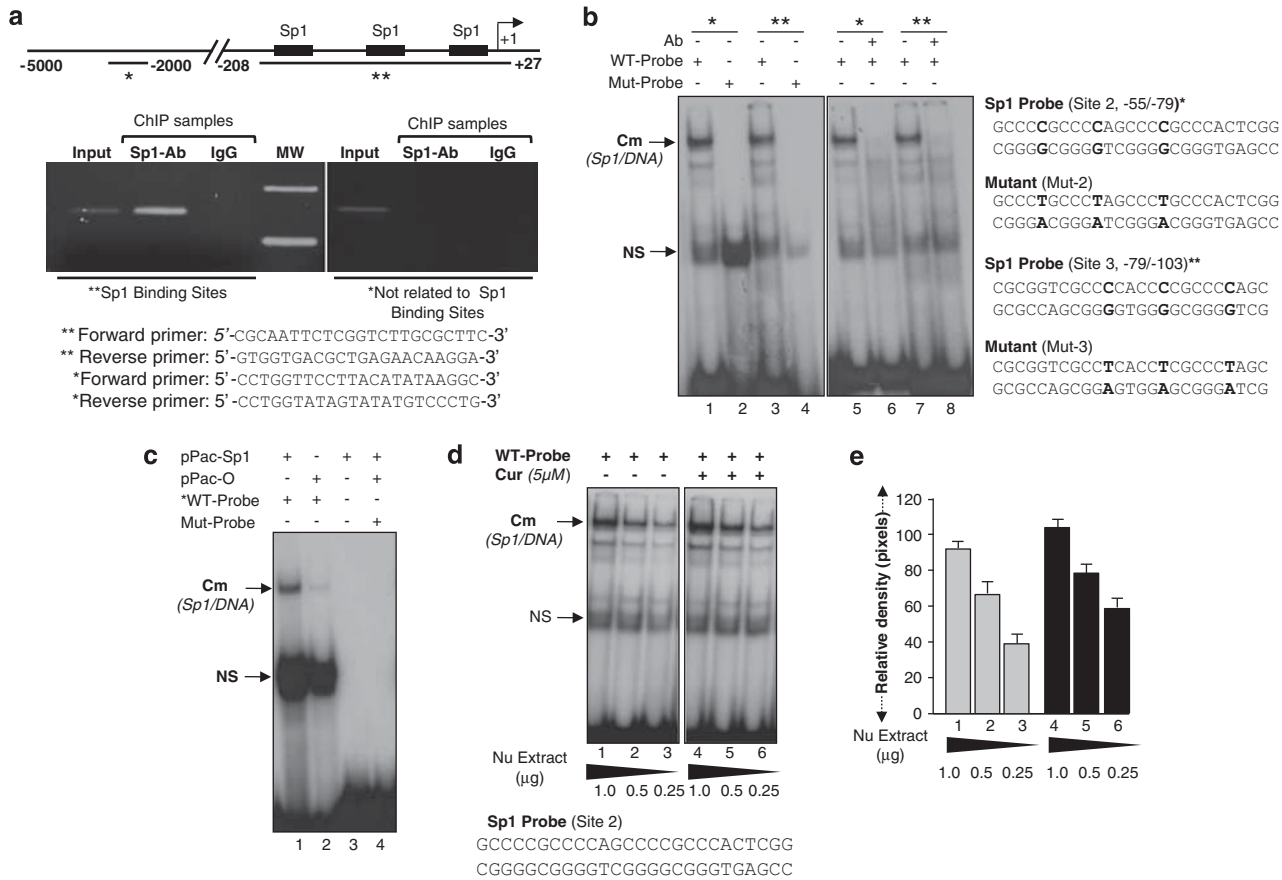 a
Sp1 Sp1 Sp1
+1
-5000 -2000 -208 +27
* **
ChIP samples ChIP samples
Input Sp1-Ab IgG MW Input Sp1-Ab IgG
**Sp1 Binding Sites
*Not related to Sp1
Binding Sites
** Forward primer: 5'-CGCAATTCTCGGTCTTGCGCTTC-3'
** Reverse primer: 5'-GTGGTGACGCTGAGAACAAGGA-3'
*Forward primer: 5'-CCTGGTTCCTTACATATAAGGC-3'
*Reverse primer: 5'-CCTGGTATAGTATATGTCCCTG-3'
b
* ** * **
Ab - - - - - + - +
WT-Probe + - + - + + + +
Mut-Probe - + - + - - - -
Cm
(Sp1/DNA)
NS
1 2 3 4 5 6 7 8
Sp1 Probe (Site 2, -55/-79)*
GCCCCGCCCCAGCCCCGCCCACTCGG
CGGGGCGGGGTCGGGGCGGGTGAGCC
Mutant (Mut-2)
GCCCTGCCCTAGCCCTGCCCACTCGG
CGGGACGGGATCGGGACGGGTGAGCC
Sp1 Probe (Site 3, -79/-103)**
CGCGGTCGCCCCACCCCGCCCCAGC
GCGCCAGCGGGGTGGGGCGGGGTCG
Mutant (Mut-3)
CGCGGTCGCCTCACCTCGCCCTAGC
GCGCCAGCGGAGTGGAGCGGGATCG
c
pPac-Sp1 + - + +
pPac-O - + - +
*WT-Probe + + - -
Mut-Probe - - - +
Cm
(Sp1/DNA)
NS
1 2 3 4
d
WT-Probe + + + + + +
Cur (5µM) - - - + + +
Cm
(Sp1/DNA)
NS
1 2 3 4 5 6
Nu Extract
(µg)
1.0 0.5 0.25 1.0 0.5 0.25
Sp1 Probe (Site 2)
GCCCCGCCCCAGCCCCGCCCACTCGG
CGGGGCGGGGTCGGGGCGGGTGAGCC
e
Relative density (pixels)
120
100
80
60
40
20
0
1 2 3 4 5 6
Nu Extract
(µg)
1.0 0.5 0.25 1.0 0.5 0.25